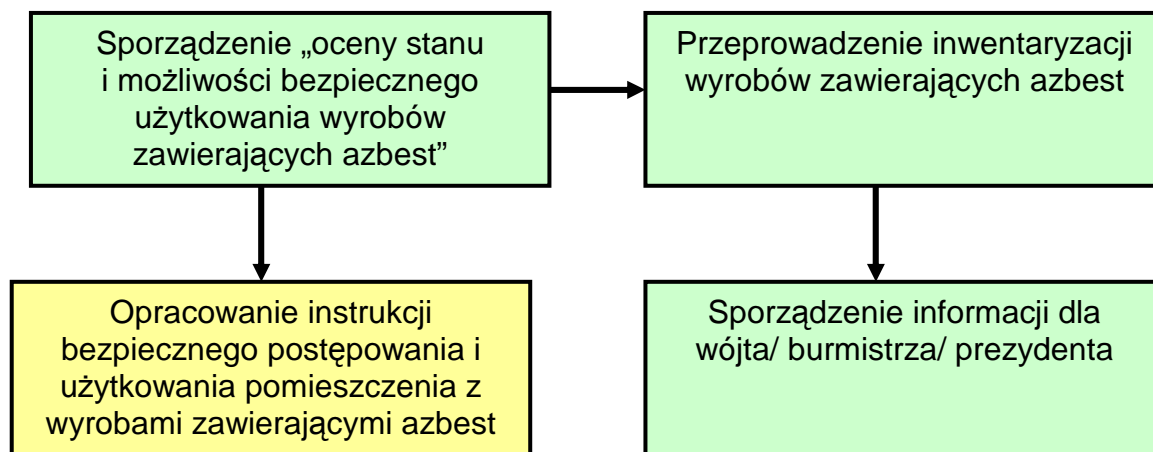 Sporządzenie „oceny stanu
i możliwości bezpiecznego
użytkowania wyrobów
zawierających azbest”
Przeprowadzenie inwentaryzacji
wyrobów zawierających azbest
Opracowanie instrukcji
bezpiecznego postępowania i
użytkowania pomieszczenia z
wyrobami zawierającymi azbest
Sporządzenie informacji dla
wójta/ burmistrza/ prezydenta